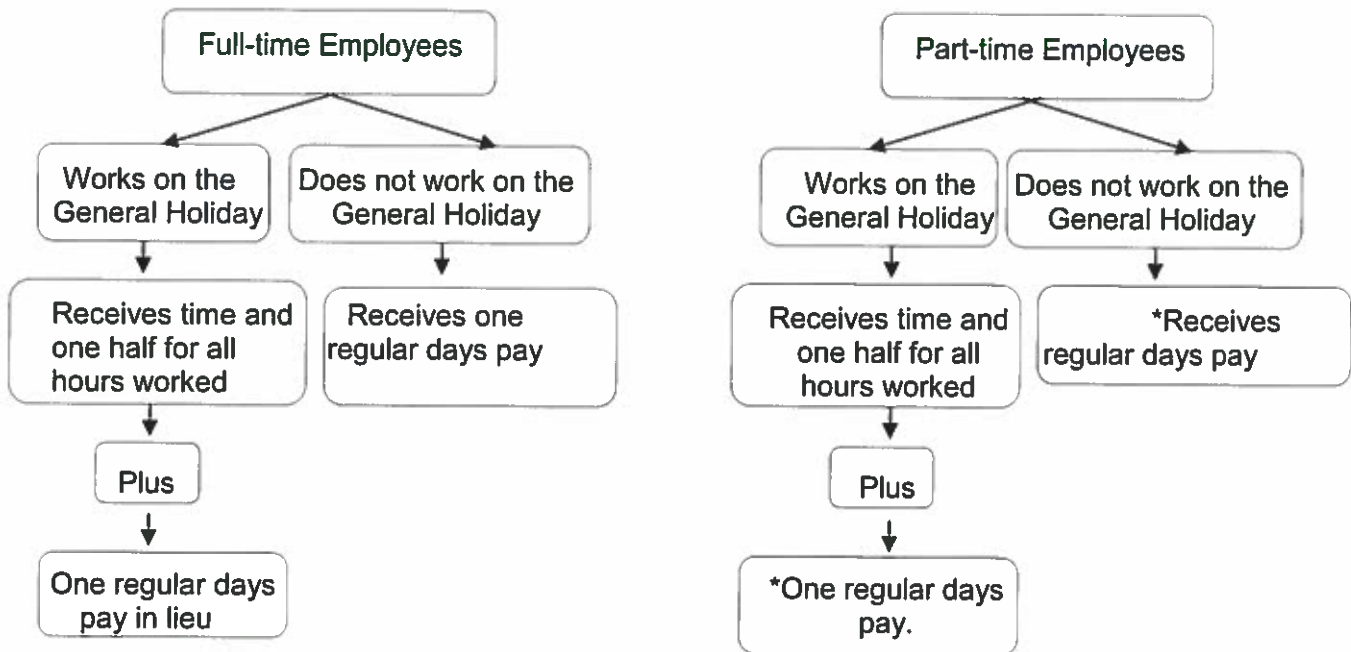 Full-time Employees
Works on the
General Holiday
Does not work on the
General Holiday
Receives time and
one half for all
hours worked
Receives one
regular days pay
Plus
One regular days
pay in lieu
Part-time Employees
Works on the
General Holiday
Does not work on the
General Holiday
Receives time and
one half for all
hours worked
*Receives
regular days pay
Plus
*One regular days
pay.